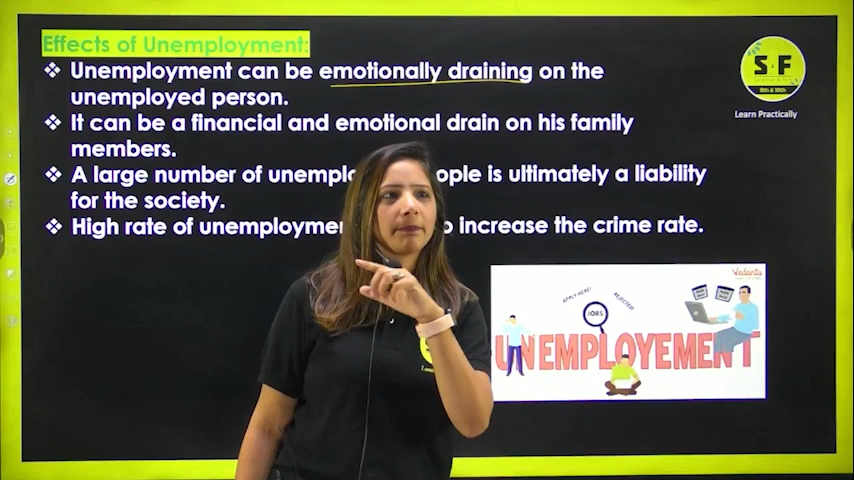 Effects of Unemployment:
❖ Unemployment can be emotionally draining on the
unemployed person.
❖ It can be a financial and emotional drain on his family
members.
❖ A large number of unemplo ople is ultimately a liability
for the society.
❖ High rate of unemploymen o increase the crime rate.
S F
9th & 10th
Learn Practically
Vedantu
APPLY HERE!
REJECTED!
JOBS
UNEMPLOYEMENT